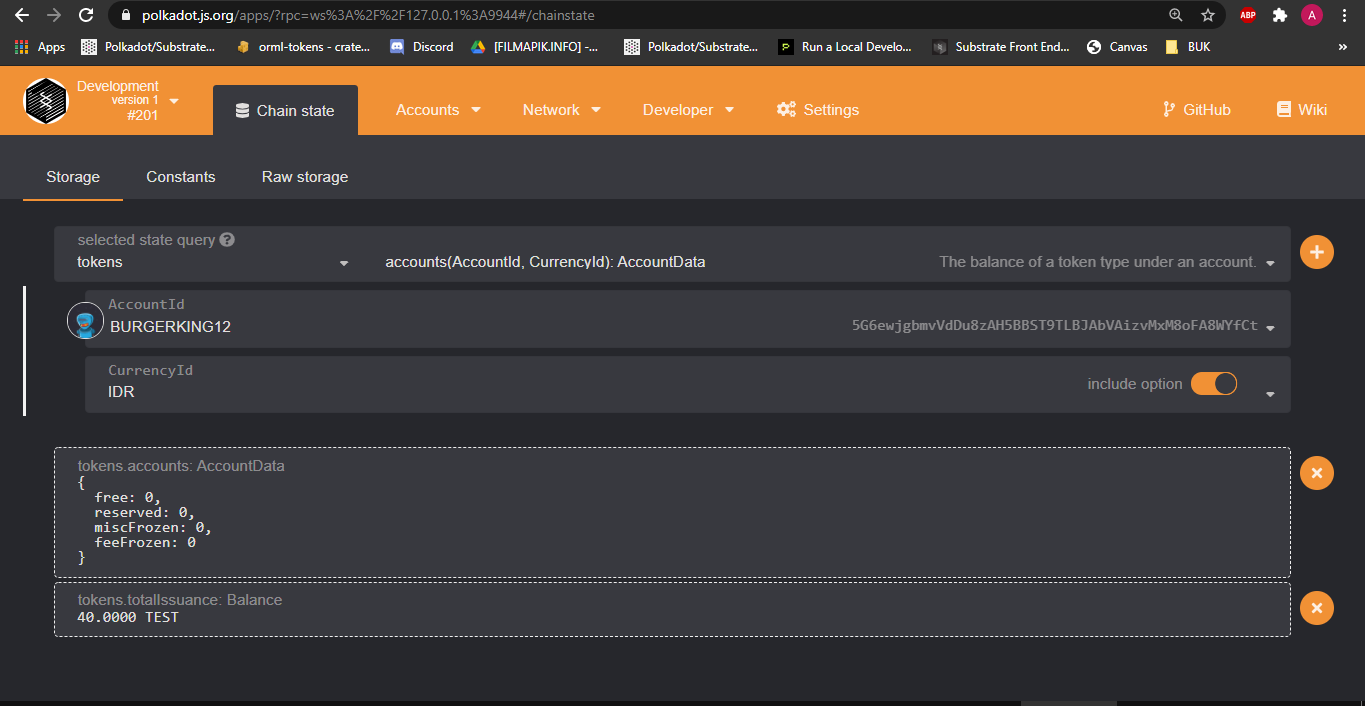 polkadot.js.org/apps/?rpc=ws%3A%2F%2F127.0.0.1%3A9944#/chainstate
ABP
A
Apps
Polkadot/Substrate...
orml-tokens - crate...
Discord
[FILMAPIK.INFO] -...
Polkadot/Substrate...
Run a Local Develo...
Substrate Front End...
Canvas
BUK
»
Development
version 1
#201
Chain state
Accounts
Network
Developer
Settings
GitHub
Wiki
Storage
Constants
Raw storage
selected state query ?
tokens
accounts(AccountId, CurrencyId): AccountData
The balance of a token type under an account.
AccountId
BURGERKING12
5G6ewjgbmvVdDu8zAH5BBST9TLBJAbVAizvMxM8oFA8WYfCt
CurrencyId
IDR
include option
tokens.accounts: AccountData
{
free: 0,
reserved: 0,
miscFrozen: 0,
feeFrozen: 0
}
tokens.totalIssuance: Balance
40.0000 TEST